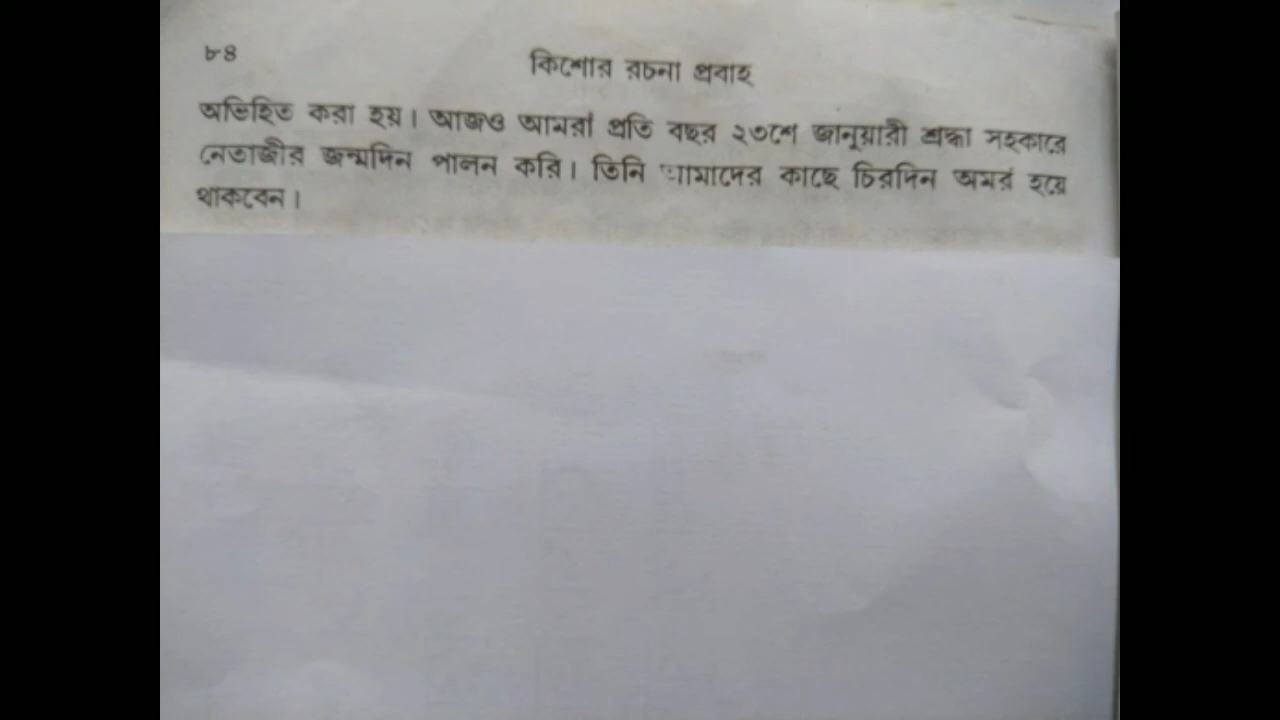 ৮৪
কিশোর রচনা প্রবাহ
অভিহিত করা হয়। আজও আমরা প্রতি বছর ২৩শে জানুয়ারী শ্রদ্ধা সহকারে
নেতাজীর জন্মদিন পালন করি। তিনি আমাদের কাছে চিরদিন অমর হয়ে
থাকবেন।